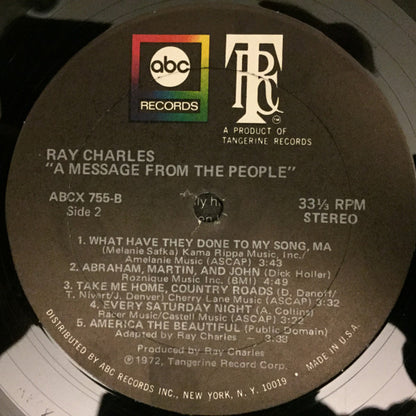 abc
RECORDS
TRC
A PRODUCT OF
TANGERINE RECORDS
RAY CHARLES
"A MESSAGE FROM THE PEOPLE"
ABCX 755-B
Side 2
33⅓ RPM
STEREO
1. WHAT HAVE THEY DONE TO MY SONG, MA
(Melanie Safka) Kama Rippa Music, Inc./
Amelanie Music (ASCAP) 3:43
2. ABRAHAM, MARTIN, AND JOHN (Dick Holler)
Roznique Music, Inc. (BMI) 4:49
3. TAKE ME HOME, COUNTRY ROADS (D. Danoff/
T. Nivert/J. Denver) Cherry Lane Music (ASCAP) 3:32
4. EVERY SATURDAY NIGHT (A. Collins)
Racer Music/Castell Music (ASCAP) 3:22
5. AMERICA THE BEAUTIFUL (Public Domain)
Adapted by Ray Charles – 3:33
Produced by Ray Charles
©1972, Tangerine Record Corp.
DISTRIBUTED BY ABC RECORDS INC., NEW YORK, N.Y. 10019 • MADE IN U.S.A.